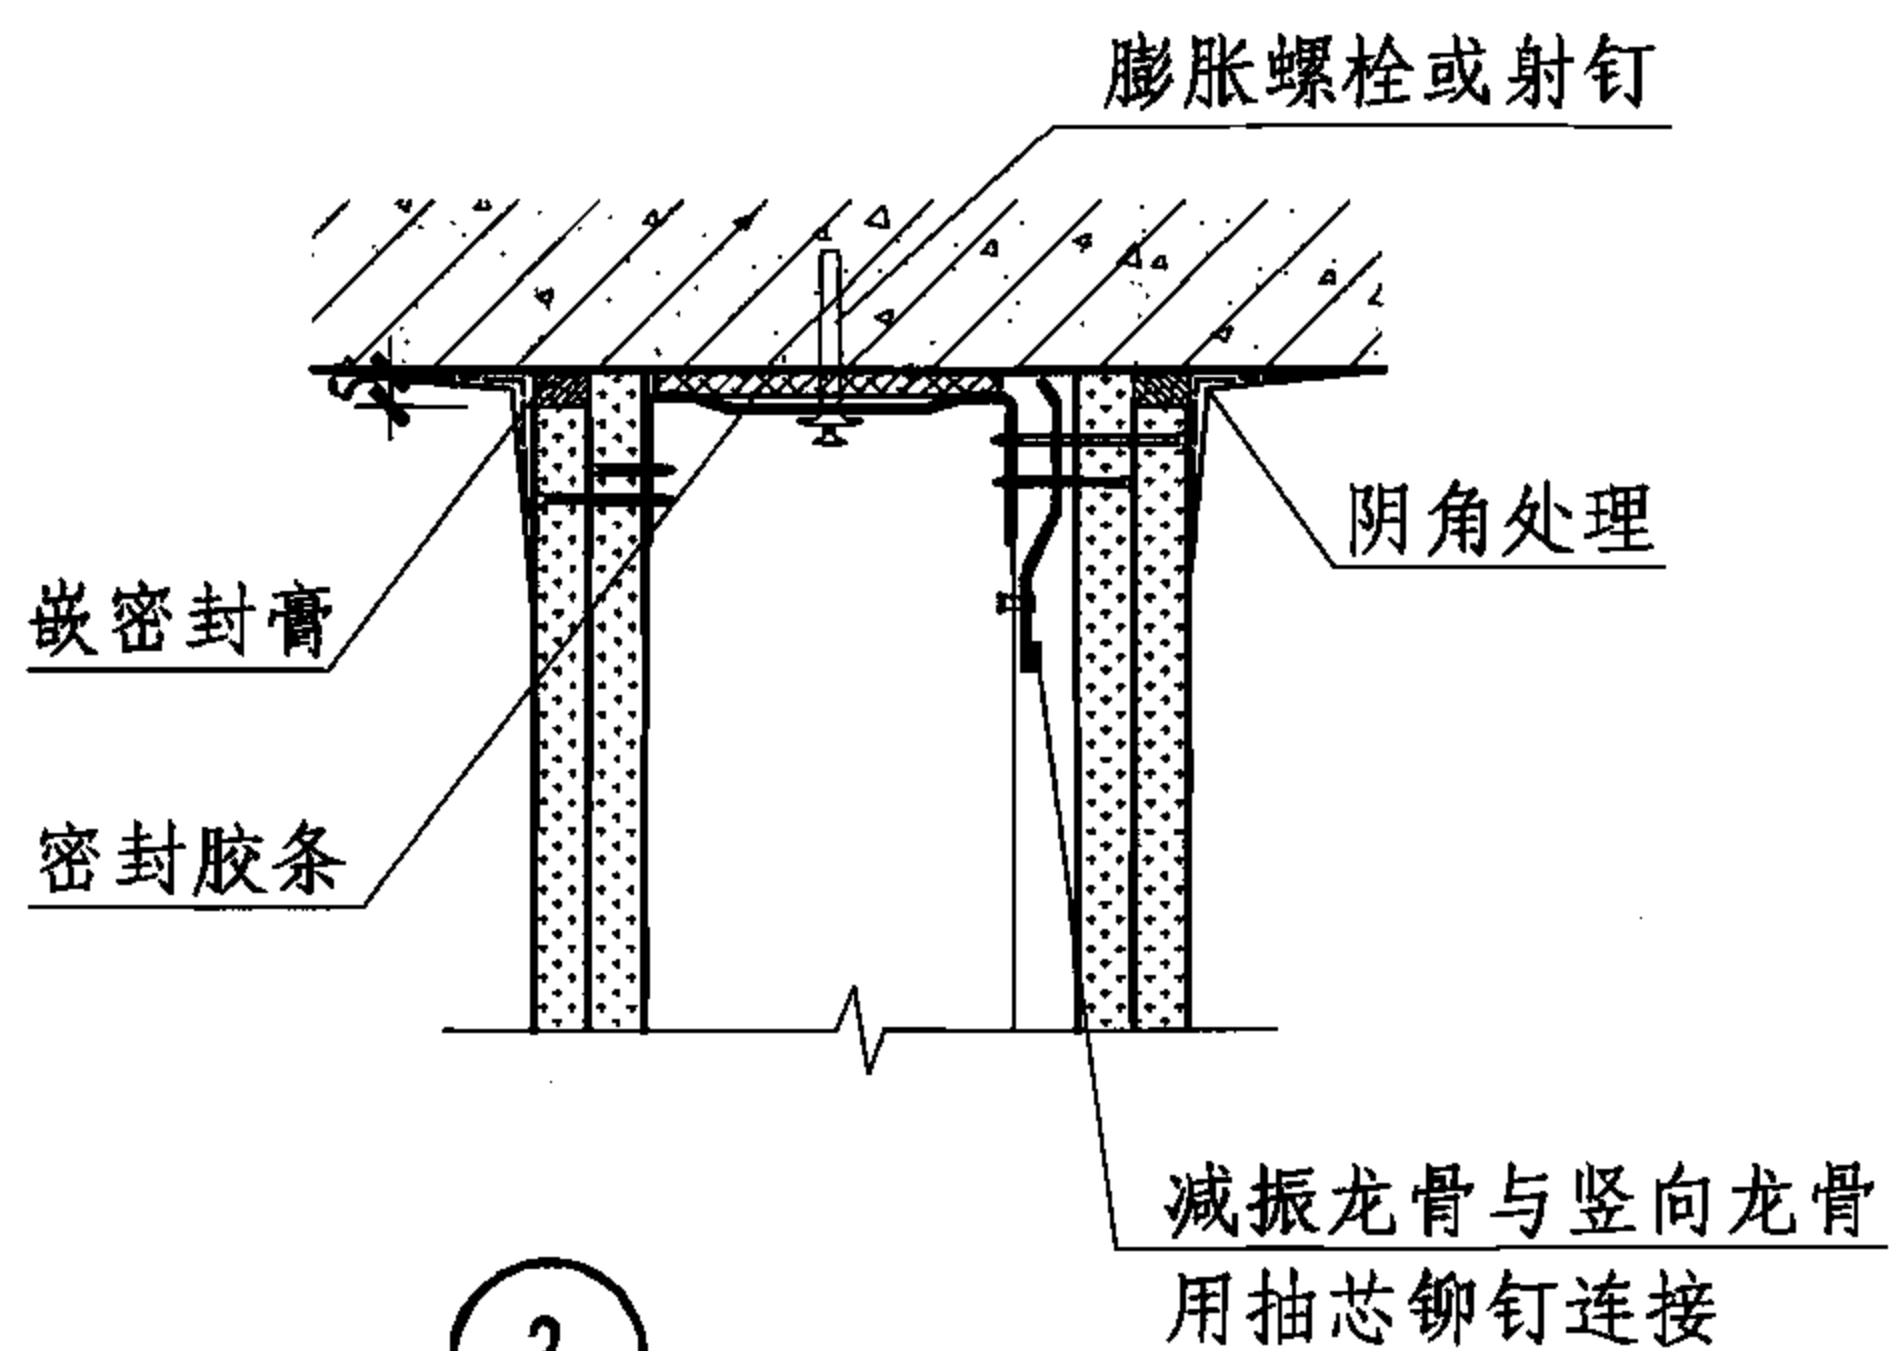 膨胀螺栓或射钉
阴角处理
嵌密封膏
密封胶条
减振龙骨与竖向龙骨
用抽芯铆钉连接